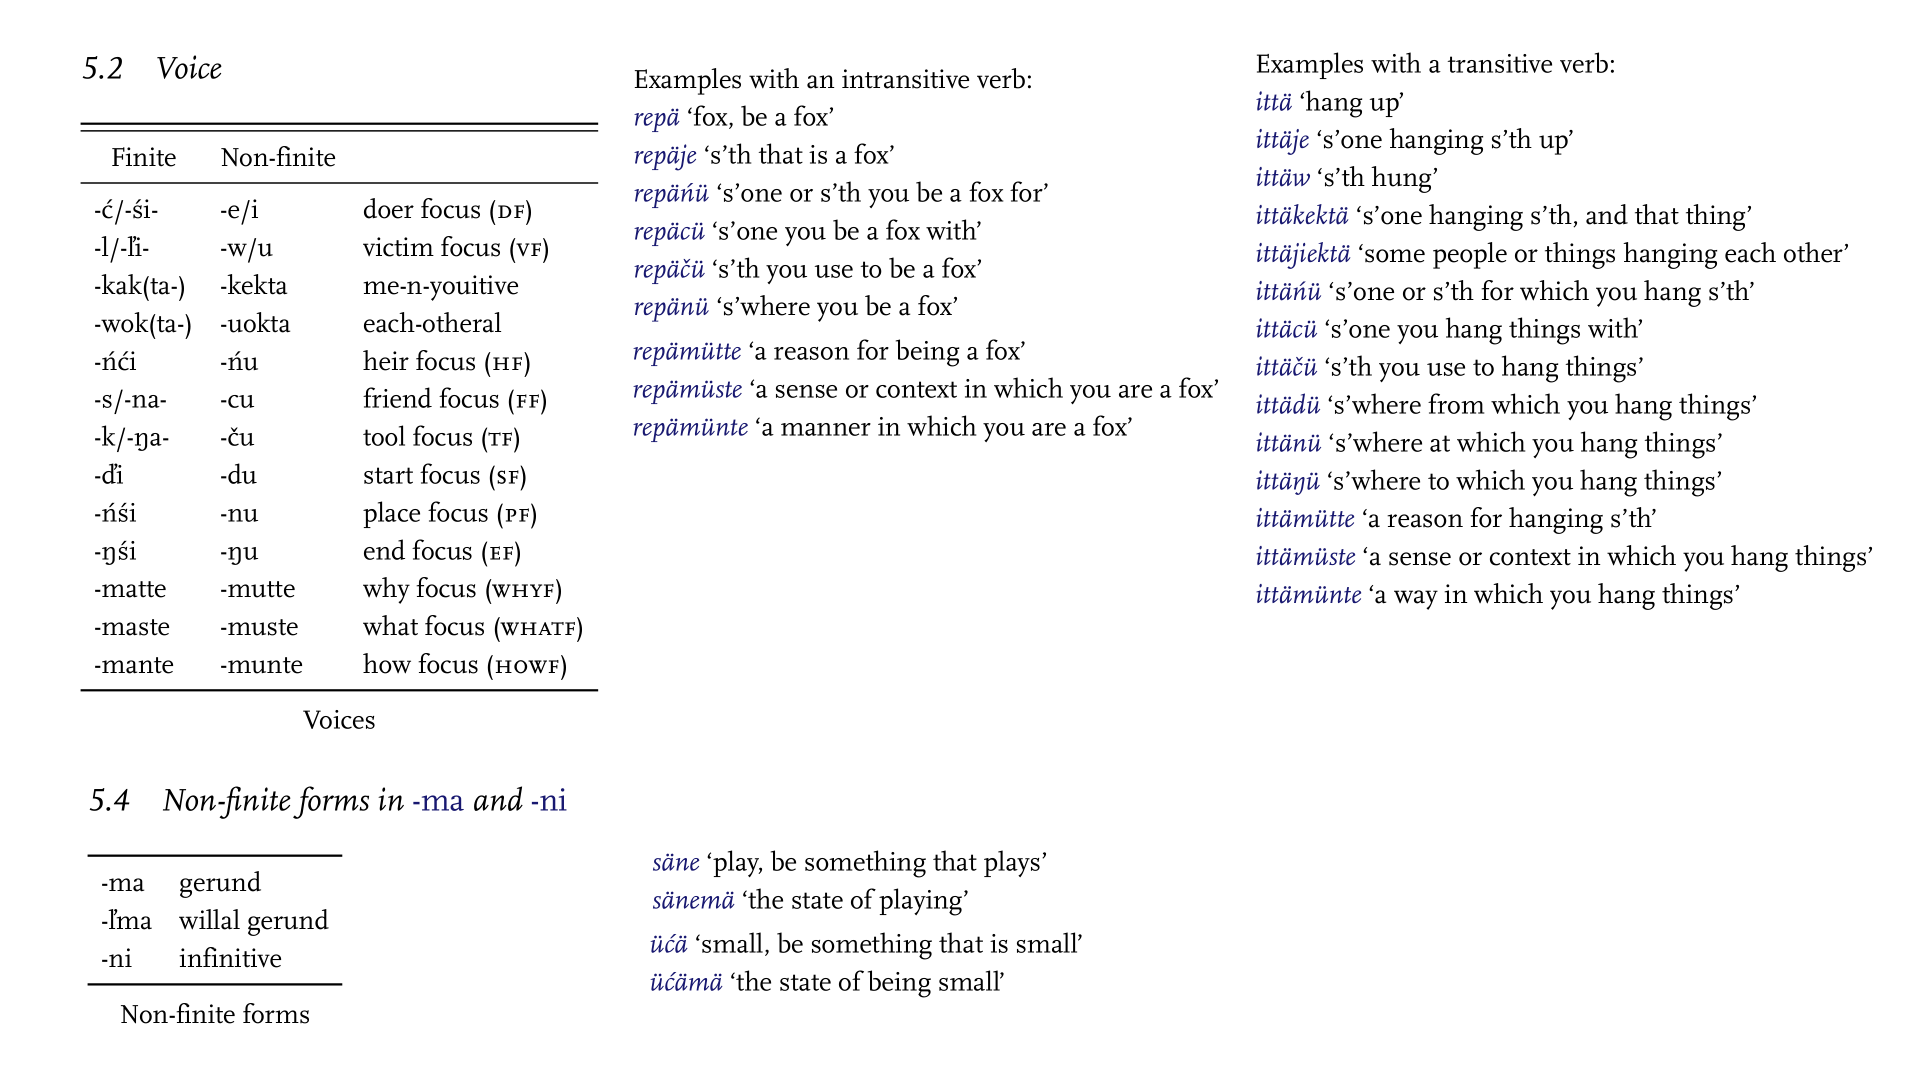 5.2 Voice
Finite Non-finite
-ć/-śi- -e/i doer focus (DF)
-l/-ľi- -w/u victim focus (VF)
-kak(ta-) -kekta me-n-youitive
-wok(ta-) -uokta each-otheral
-ńći -ńu heir focus (HF)
-s/-na- -cu friend focus (FF)
-k/-ŋa- -ču tool focus (TF)
-ďi -du start focus (SF)
-ńśi -nu place focus (PF)
-ŋśi -ŋu end focus (EF)
-matte -mutte why focus (WHYF)
-maste -muste what focus (WHATF)
-mante -munte how focus (HOWF)
Voices
Examples with an intransitive verb:
repä ‘fox, be a fox’
repäje ‘s’th that is a fox’
repäńü ‘s’one or s’th you be a fox for’
repäcü ‘s’one you be a fox with’
repäčü ‘s’th you use to be a fox’
repänü ‘s’where you be a fox’
repämütte ‘a reason for being a fox’
repämüste ‘a sense or context in which you are a fox’
repämünte ‘a manner in which you are a fox’
Examples with a transitive verb:
ittä ‘hang up’
ittäje ‘s’one hanging s’th up’
ittäw ‘s’th hung’
ittäkektä ‘s’one hanging s’th, and that thing’
ittäjiektä ‘some people or things hanging each other’
ittäńü ‘s’one or s’th for which you hang s’th’
ittäcü ‘s’one you hang things with’
ittäčü ‘s’th you use to hang things’
ittädü ‘s’where from which you hang things’
ittänü ‘s’where at which you hang things’
ittäŋü ‘s’where to which you hang things’
ittämütte ‘a reason for hanging s’th’
ittämüste ‘a sense or context in which you hang things’
ittämünte ‘a way in which you hang things’
5.4 Non-finite forms in -ma and -ni
-ma gerund
-ľma willal gerund
-ni infinitive
Non-finite forms
säne ‘play, be something that plays’
sänemä ‘the state of playing’
üćä ‘small, be something that is small’
üćämä ‘the state of being small’